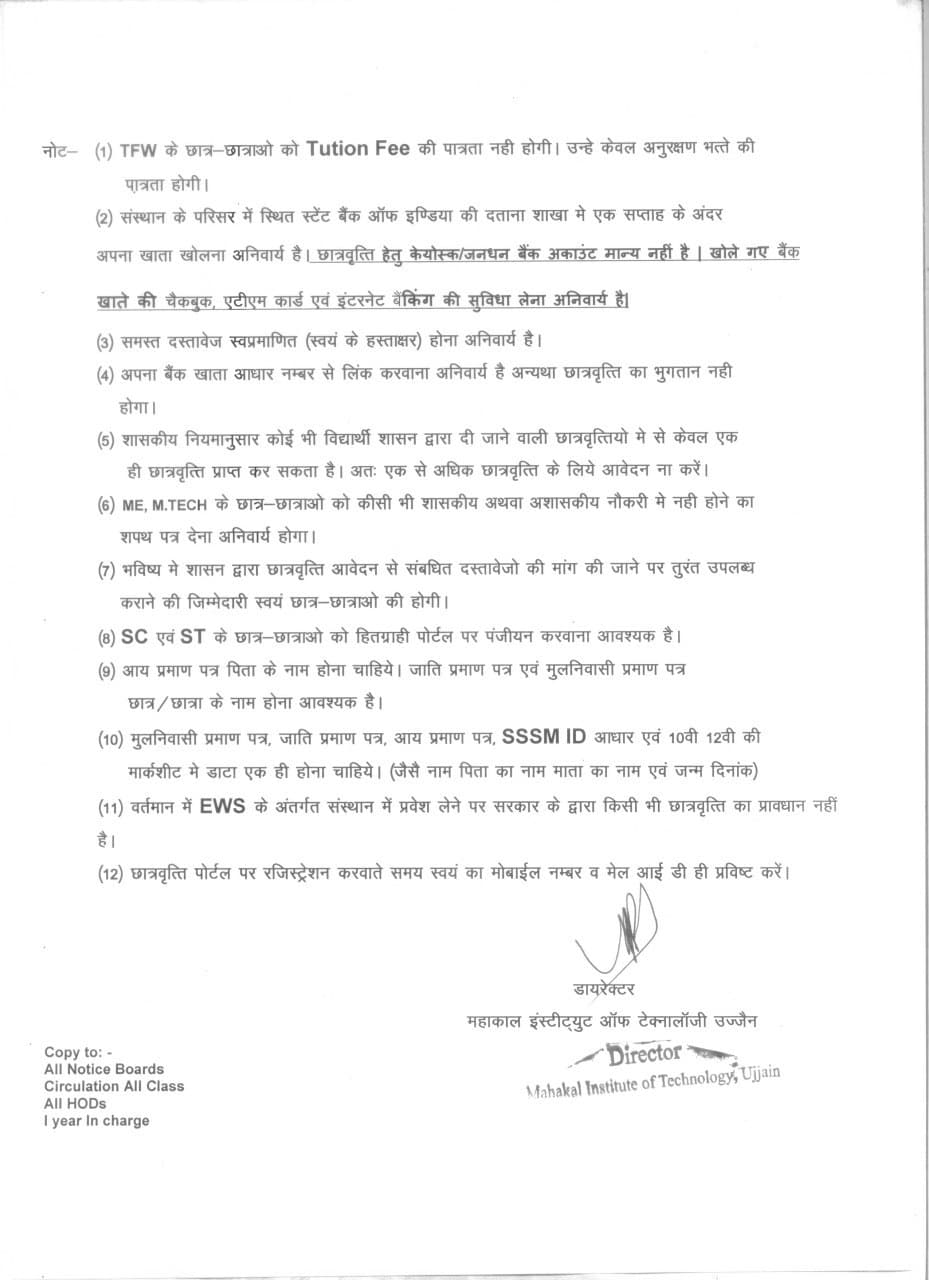 नोट– (1) TFW के छात्र–छात्राओ को Tution Fee की पात्रता नही होगी। उन्हे केवल अनुरक्षण भत्ते की
पात्रता होगी।
(2) संस्थान के परिसर में स्थित स्टेंट बैंक ऑफ इण्डिया की दताना शाखा मे एक सप्ताह के अंदर
अपना खाता खोलना अनिवार्य है। छात्रवृत्ति हेतु केयोस्क/जनधन बैंक अकाउंट मान्य नहीं है | खोले गए बैंक
खाते की चैकबुक, एटीएम कार्ड एवं इंटरनेट बैंकिंग की सुविधा लेना अनिवार्य है|
(3) समस्त दस्तावेज स्वप्रमाणित (स्वयं के हस्ताक्षर) होना अनिवार्य है।
(4) अपना बैंक खाता आधार नम्बर से लिंक करवाना अनिवार्य है अन्यथा छात्रवृत्ति का भुगतान नही
होगा।
(5) शासकीय नियमानुसार कोई भी विद्यार्थी शासन द्वारा दी जाने वाली छात्रवृत्तियो मे से केवल एक
ही छात्रवृत्ति प्राप्त कर सकता है। अतः एक से अधिक छात्रवृत्ति के लिये आवेदन ना करें।
(6) ME, M.TECH के छात्र–छात्राओ को कीसी भी शासकीय अथवा अशासकीय नौकरी मे नही होने का
शपथ पत्र देना अनिवार्य होगा।
(7) भविष्य मे शासन द्वारा छात्रवृत्ति आवेदन से संबधित दस्तावेजो की मांग की जाने पर तुरंत उपलब्ध
कराने की जिम्मेदारी स्वयं छात्र–छात्राओ की होगी।
(8) SC एवं ST के छात्र–छात्राओ को हितग्राही पोर्टल पर पंजीयन करवाना आवश्यक है।
(9) आय प्रमाण पत्र पिता के नाम होना चाहिये। जाति प्रमाण पत्र एवं मुलनिवासी प्रमाण पत्र
छात्र/छात्रा के नाम होना आवश्यक है।
(10) मुलनिवासी प्रमाण पत्र, जाति प्रमाण पत्र, आय प्रमाण पत्र, SSSM ID आधार एवं 10वी 12वी की
मार्कशीट मे डाटा एक ही होना चाहिये। (जैसै नाम पिता का नाम माता का नाम एवं जन्म दिनांक)
(11) वर्तमान में EWS के अंतर्गत संस्थान में प्रवेश लेने पर सरकार के द्वारा किसी भी छात्रवृत्ति का प्रावधान नहीं
है।
(12) छात्रवृत्ति पोर्टल पर रजिस्ट्रेशन करवाते समय स्वयं का मोबाईल नम्बर व मेल आई डी ही प्रविष्ट करें।
डायरेक्टर
महाकाल इंस्टीट्युट ऑफ टेक्नालॉजी उज्जैन
Director
Mahakal Institute of Technology, Ujjain
Copy to: -
All Notice Boards
Circulation All Class
All HODs
I year In charge